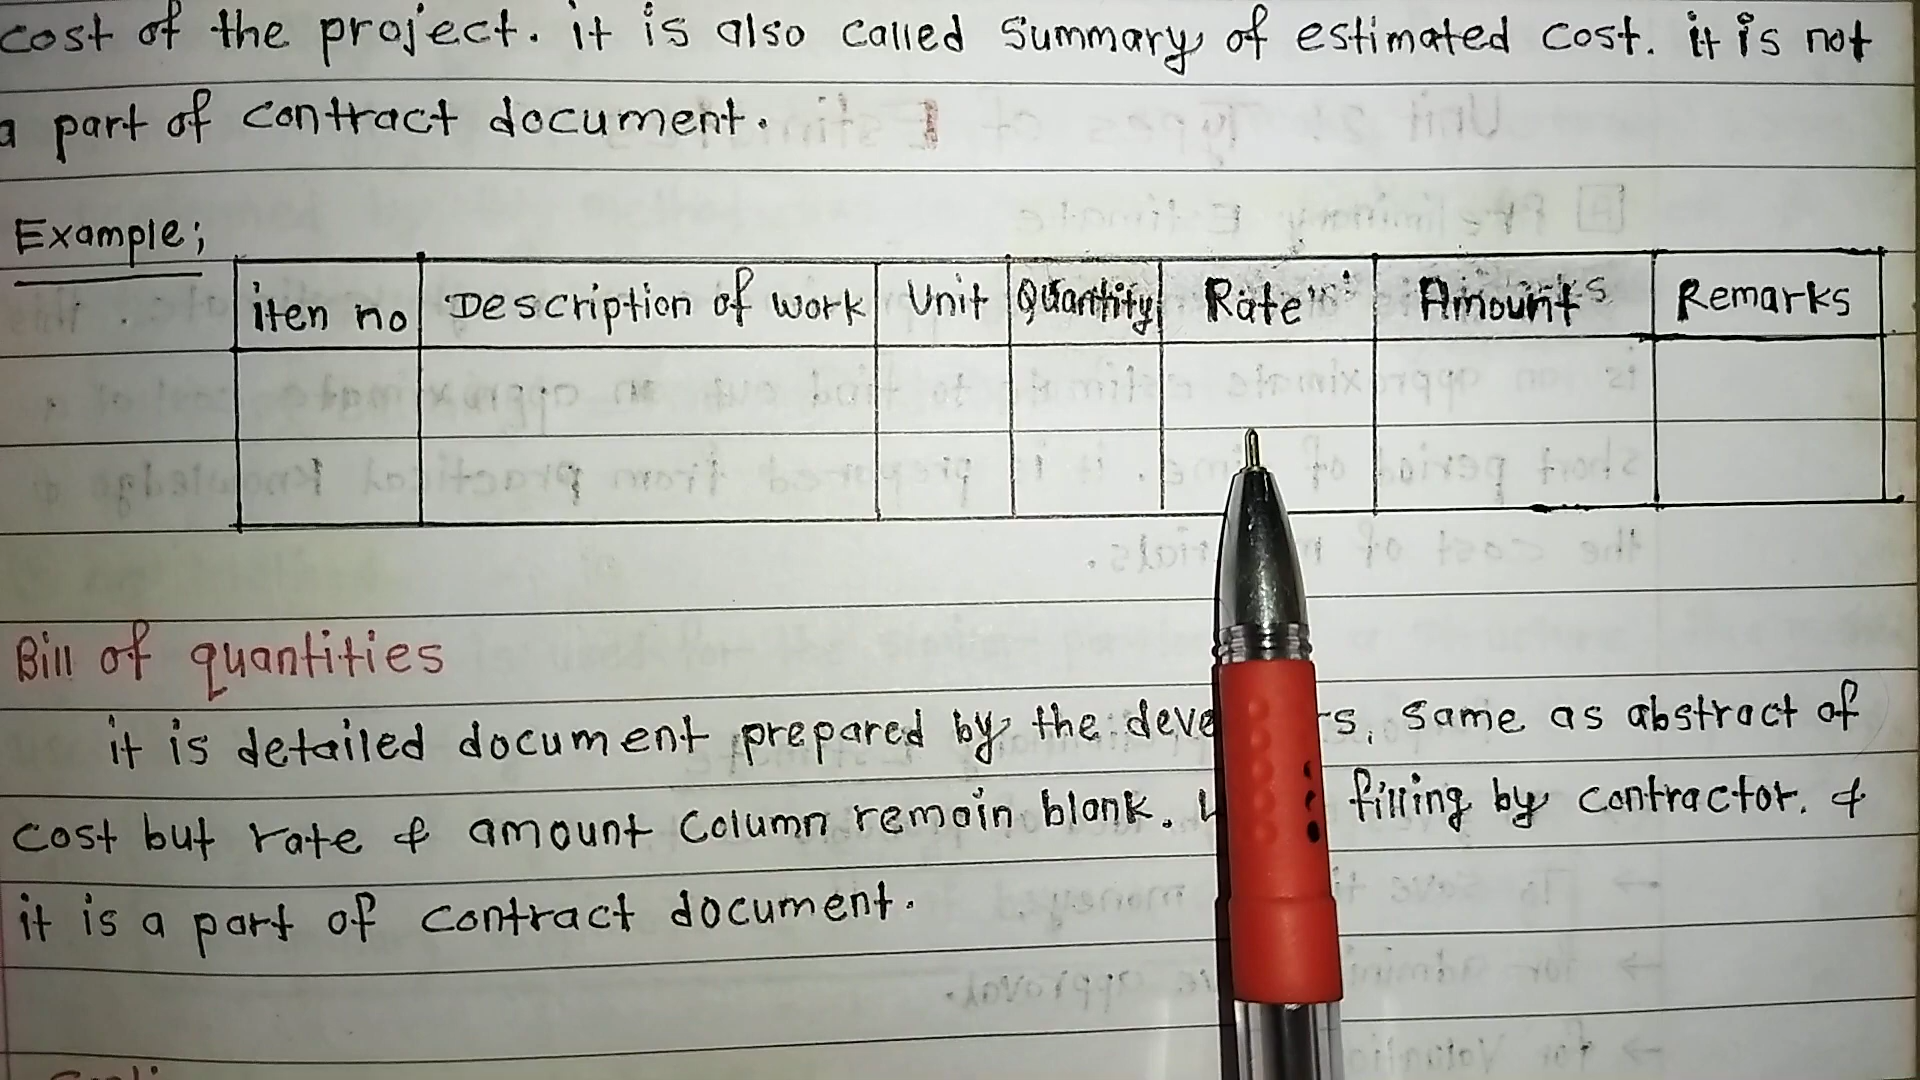 cost of the project. it is also called Summary of estimated cost. it is not
a part of contract document.
Example;
iten no Description of work Unit Quantity Rate Amount Remarks
Bill of quantities
it is detailed document prepared by the same as abstract of
cost but rate & amount column remain blank. filling by contractor. &
it is a part of contract document.